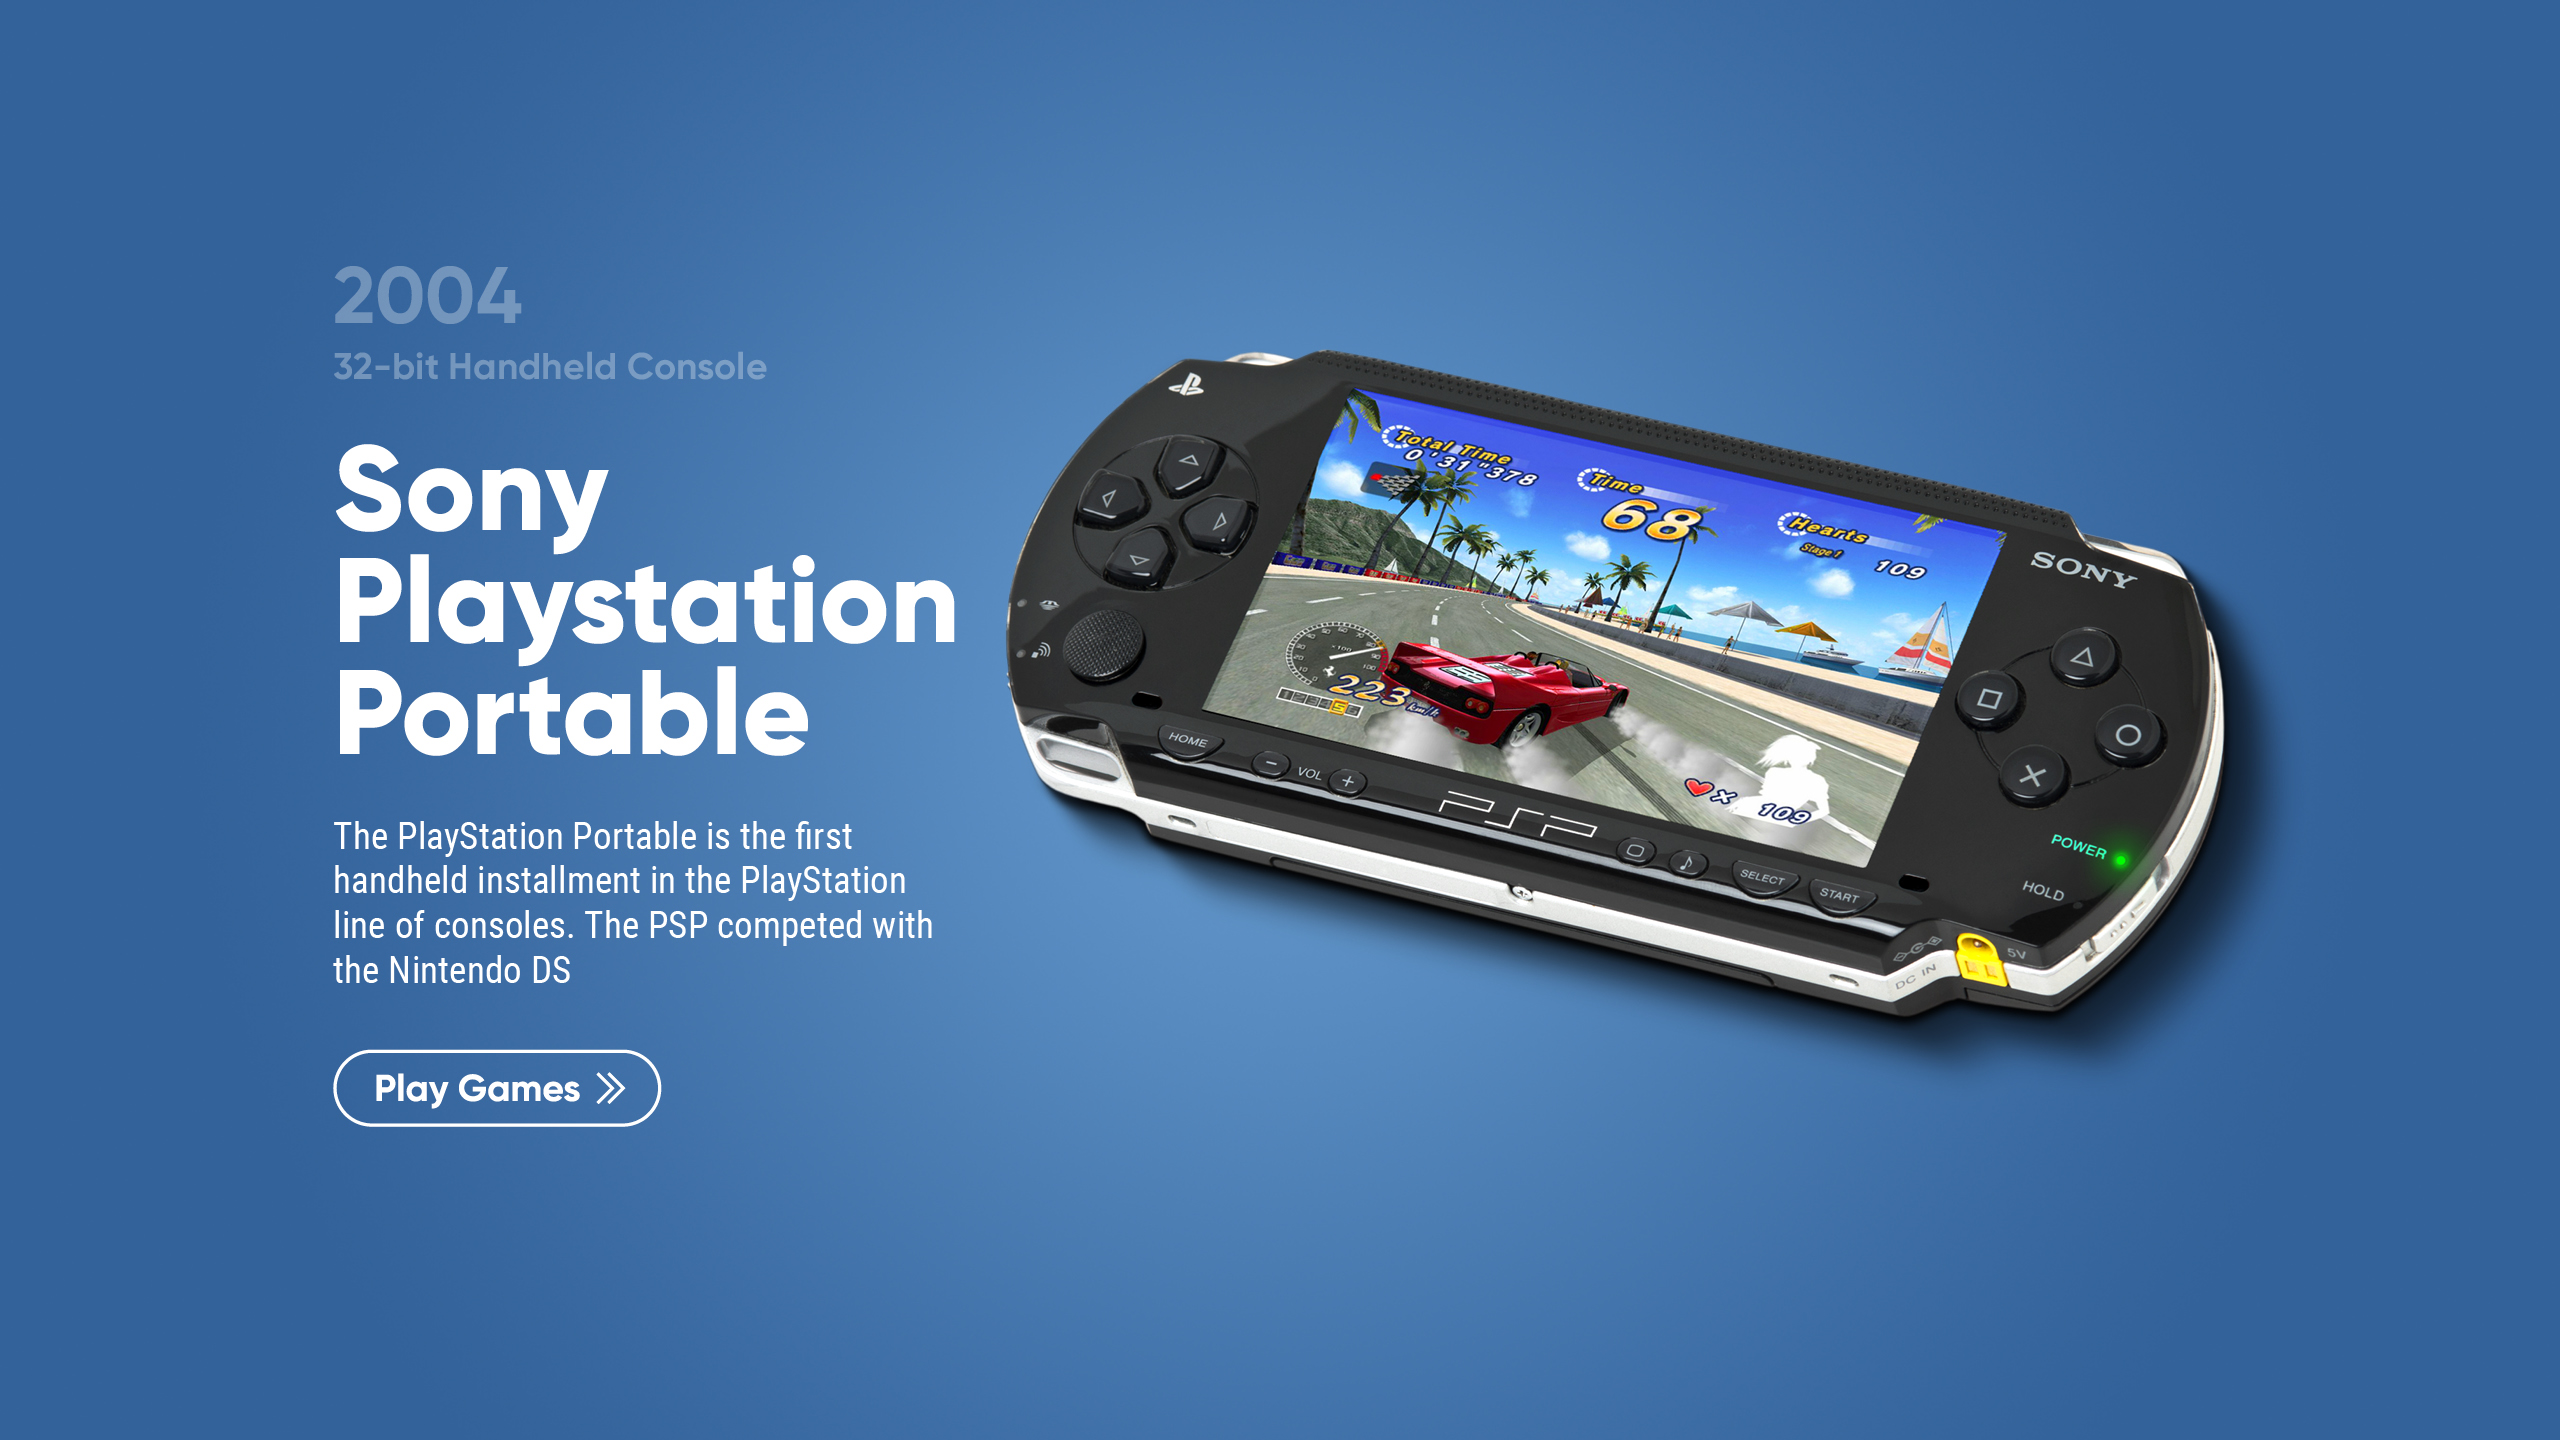 2004
32-bit Handheld Console
Sony
Playstation
Portable
The PlayStation Portable is the first
handheld installment in the PlayStation
line of consoles. The PSP competed with
the Nintendo DS
Play Games
Total Time
0'31"378
Time
68
Hearts
Stage 1
109
223 km/h
109
SONY
HOME
VOL
PSP
SELECT
START
POWER
HOLD
DC IN
5V